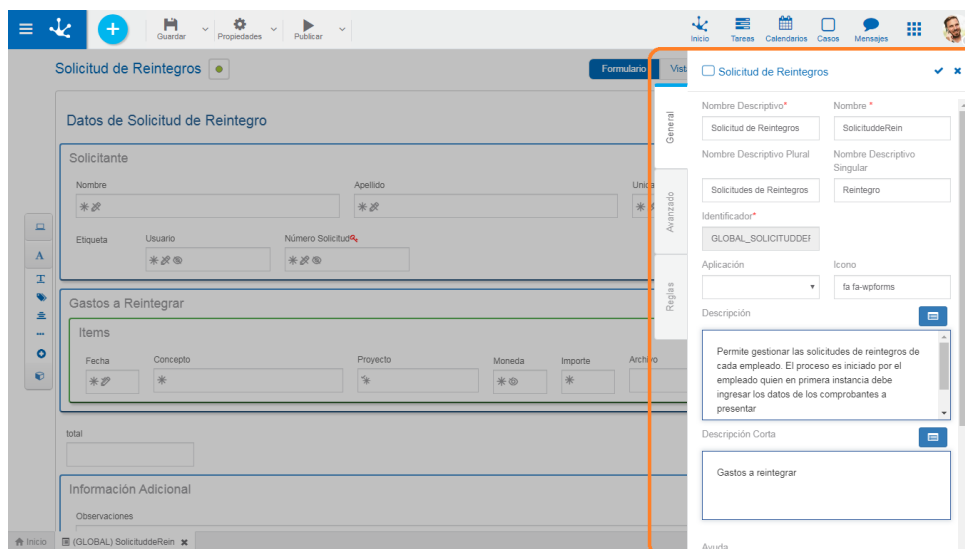 Guardar
Propiedades
Publicar
Inicio
Tareas
Calendarios
Casos
Mensajes
Solicitud de Reintegros
Formulario
Datos de Solicitud de Reintegro
Solicitante
Nombre
Apellido
Etiqueta
Usuario
Número Solicitud
Gastos a Reintegrar
Items
Fecha
Concepto
Proyecto
Moneda
Importe
total
Información Adicional
Observaciones
General
Avanzado
Reglas
Solicitud de Reintegros
Nombre Descriptivo*
Nombre *
Solicitud de Reintegros
SolicituddeRein
Nombre Descriptivo Plural
Nombre Descriptivo
Singular
Solicitudes de Reintegros
Reintegro
Identificador*
GLOBAL_SOLICITUDDEF
Aplicación
Icono
fa fa-wpforms
Descripción
Permite gestionar las solicitudes de reintegros de
cada empleado. El proceso es iniciado por el
empleado quien en primera instancia debe
ingresar los datos de los comprobantes a
presentar
Descripción Corta
Gastos a reintegrar
Ayuda
Inicio
(GLOBAL) SolicituddeRein